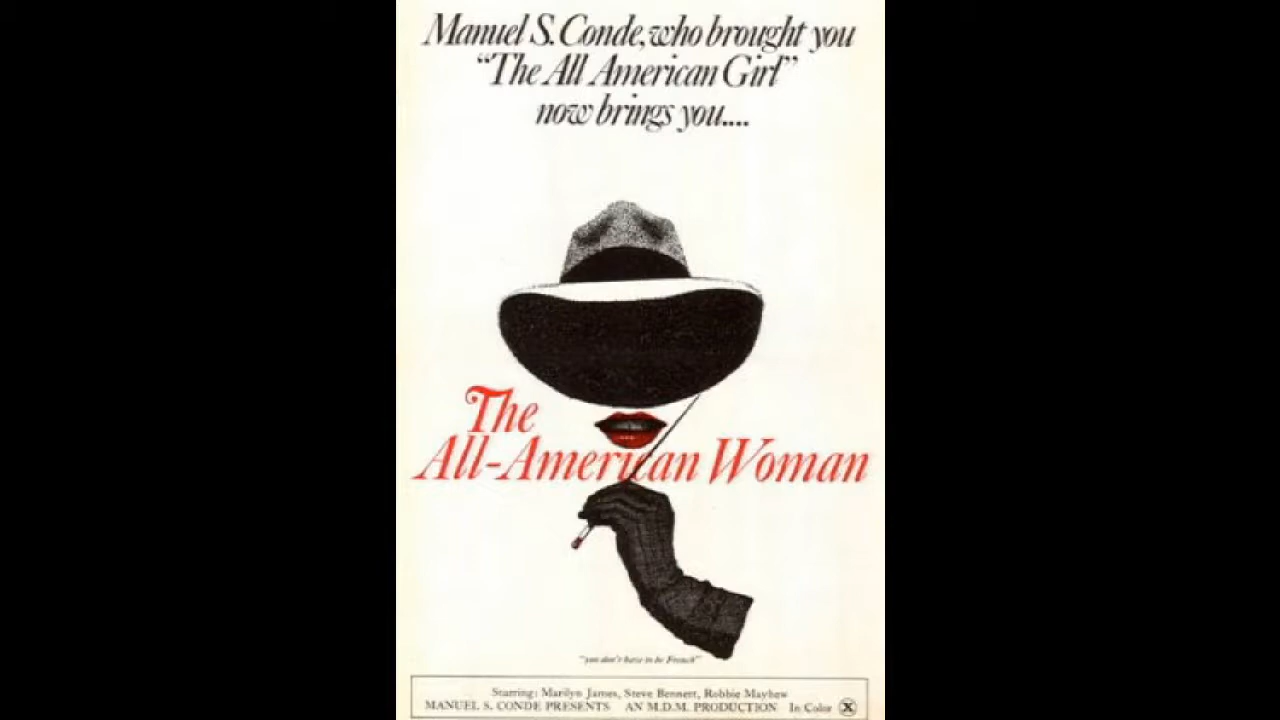 Manuel S. Conde, who brought you
"The All American Girl"
now brings you....
The
All-American Woman
"you don't have to be French"
Starring: Marilyn James, Steve Bennett, Robbie Mayhew
MANUEL S. CONDE PRESENTS AN M.D.M. PRODUCTION In Color X